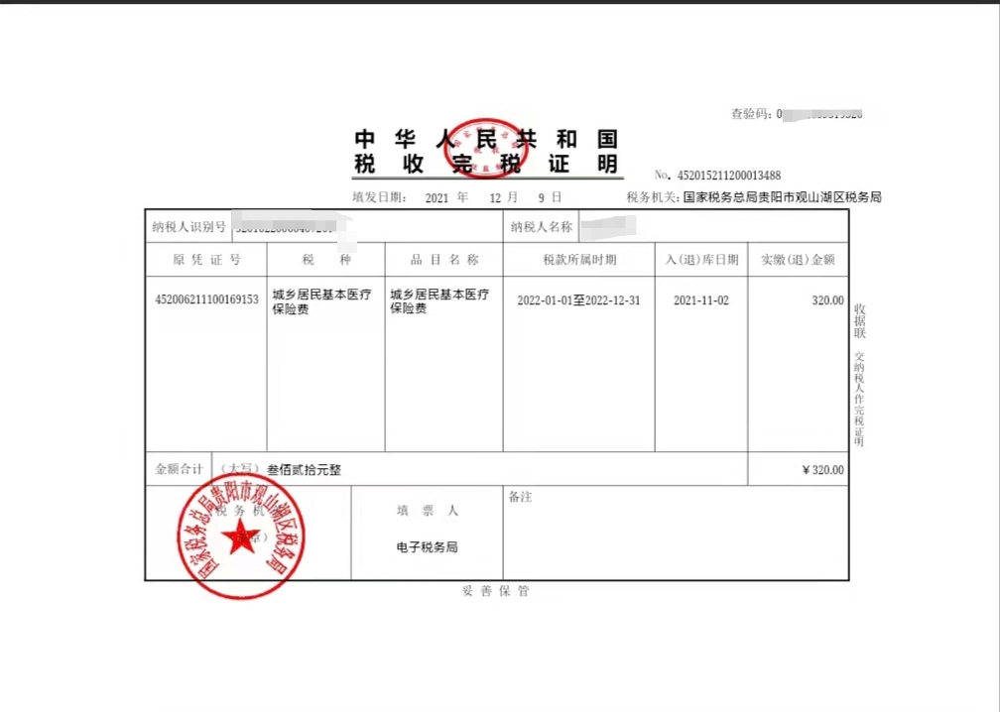 查验码：
中华人民共和国
税收完税证明
No. 452015211200013488
填发日期： 2021 年 12 月 9 日 税务机关：国家税务总局贵阳市观山湖区税务局
纳税人识别号 纳税人名称
原凭证号 税种 品目名称 税款所属时期 入(退)库日期 实缴(退)金额
452006211100169153 城乡居民基本医疗 城乡居民基本医疗 2022-01-01至2022-12-31 2021-11-02 320.00
保险费 保险费
收据联 交纳税人作完税证明
金额合计 （大写） 叁佰贰拾元整 ￥320.00
国家税务总局贵阳市观山湖区税务局
税务机
章）
填票人
电子税务局
备注
妥善保管